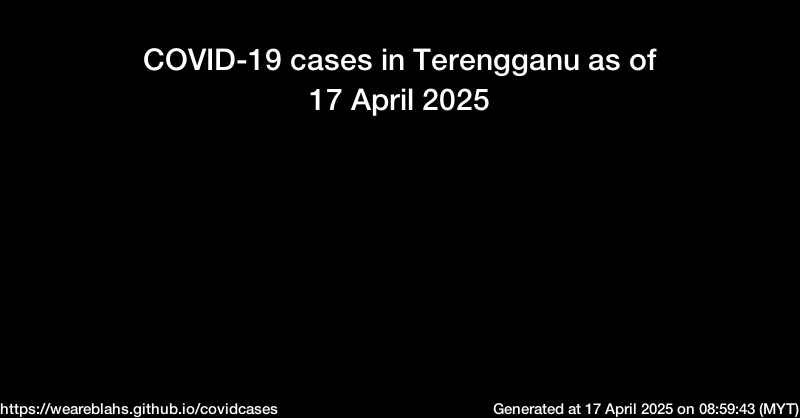 COVID-19 cases in Terengganu as of
17 April 2025
https://weareblahs.github.io/covidcases
Generated at 17 April 2025 on 08:59:43 (MYT)